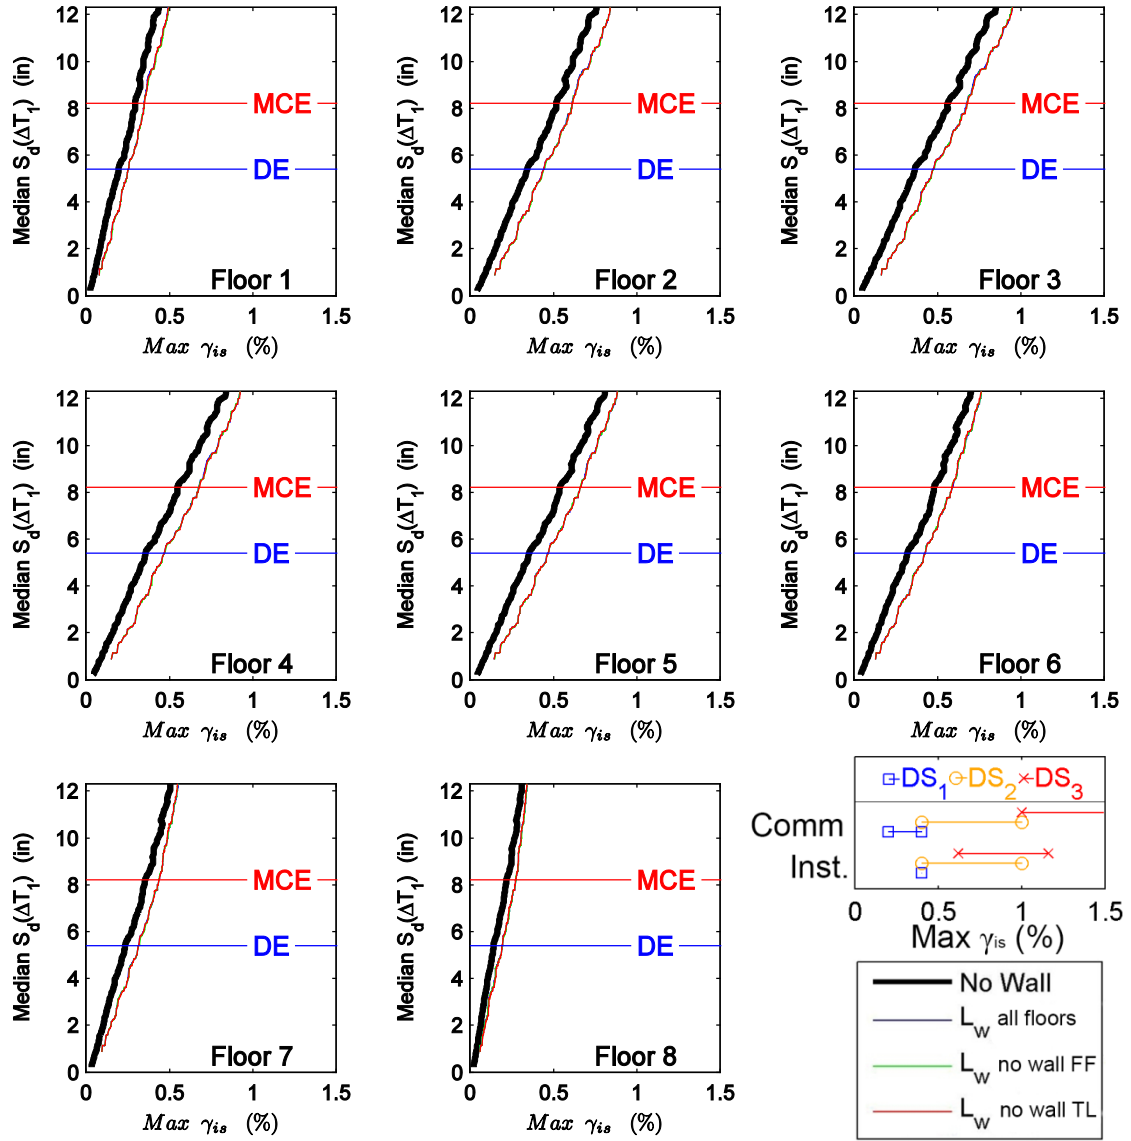 12
10
8
6
4
2
0
Median S_d(ΔT_1) (in)
MCE
DE
Floor 1
0 0.5 1 1.5
Max γ_is (%)
12
10
8
6
4
2
0
Median S_d(ΔT_1) (in)
MCE
DE
Floor 2
0 0.5 1 1.5
Max γ_is (%)
12
10
8
6
4
2
0
Median S_d(ΔT_1) (in)
MCE
DE
Floor 3
0 0.5 1 1.5
Max γ_is (%)
12
10
8
6
4
2
0
Median S_d(ΔT_1) (in)
MCE
DE
Floor 4
0 0.5 1 1.5
Max γ_is (%)
12
10
8
6
4
2
0
Median S_d(ΔT_1) (in)
MCE
DE
Floor 5
0 0.5 1 1.5
Max γ_is (%)
12
10
8
6
4
2
0
Median S_d(ΔT_1) (in)
MCE
DE
Floor 6
0 0.5 1 1.5
Max γ_is (%)
12
10
8
6
4
2
0
Median S_d(ΔT_1) (in)
MCE
DE
Floor 7
0 0.5 1 1.5
Max γ_is (%)
12
10
8
6
4
2
0
Median S_d(ΔT_1) (in)
MCE
DE
Floor 8
0 0.5 1 1.5
Max γ_is (%)
DS_1 DS_2 DS_3
Comm
Inst.
0 0.5 1 1.5
Max γ_is (%)
No Wall
L_w all floors
L_w no wall FF
L_w no wall TL